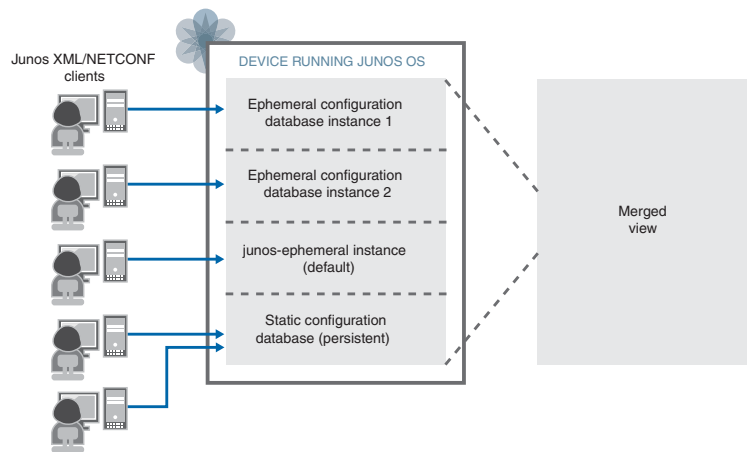 Junos XML/NETCONF
clients
DEVICE RUNNING JUNOS OS
Ephemeral configuration
database instance 1
Ephemeral configuration
database instance 2
junos-ephemeral instance
(default)
Static configuration
database (persistent)
Merged
view